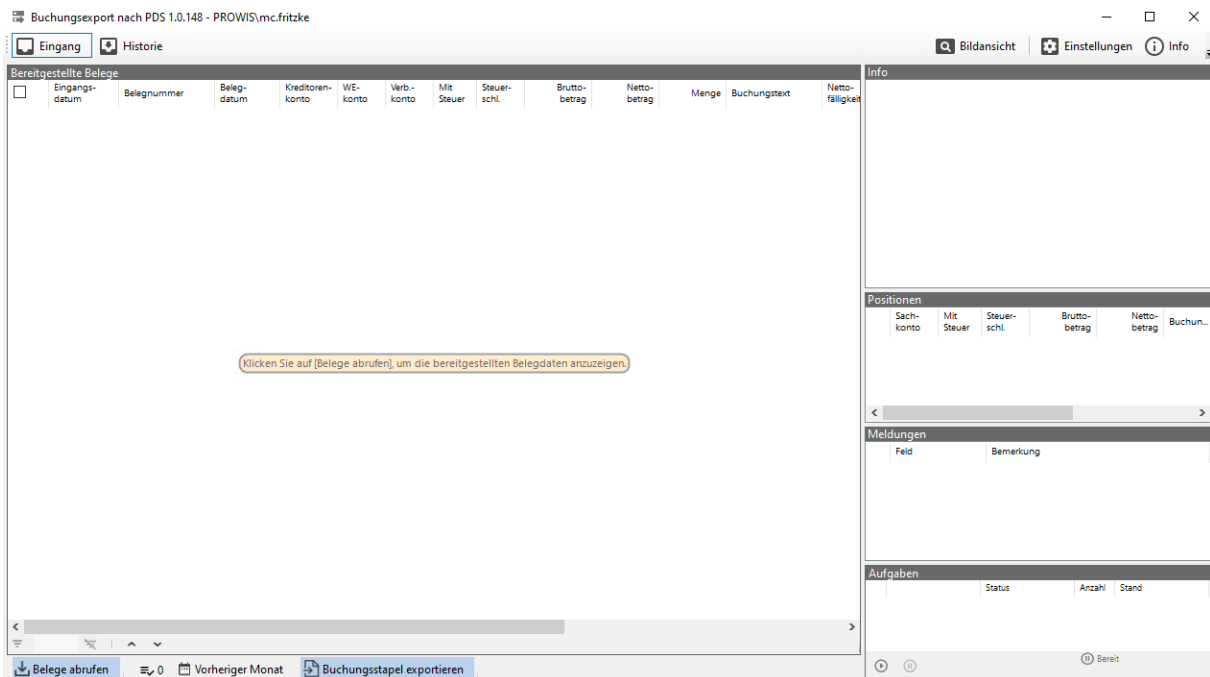 Buchungsexport nach PDS 1.0.148 - PROWIS\mc.fritzke
Eingang Historie Bildansicht Einstellungen Info
Bereitgestellte Belege
Eingangs-datum Belegnummer Beleg-datum Kreditoren-konto WE-konto Verb.-konto Mit Steuer Steuer-schl. Brutto-betrag Netto-betrag Menge Buchungstext Netto-fälligkeit
Klicken Sie auf [Belege abrufen], um die bereitgestellten Belegdaten anzuzeigen.
Belege abrufen 0 Vorheriger Monat Buchungsstapel exportieren
Info
Positionen
Sach-konto Mit Steuer Steuer-schl. Brutto-betrag Netto-betrag Buchun...
Meldungen
Feld Bemerkung
Aufgaben
Status Anzahl Stand
Bereit